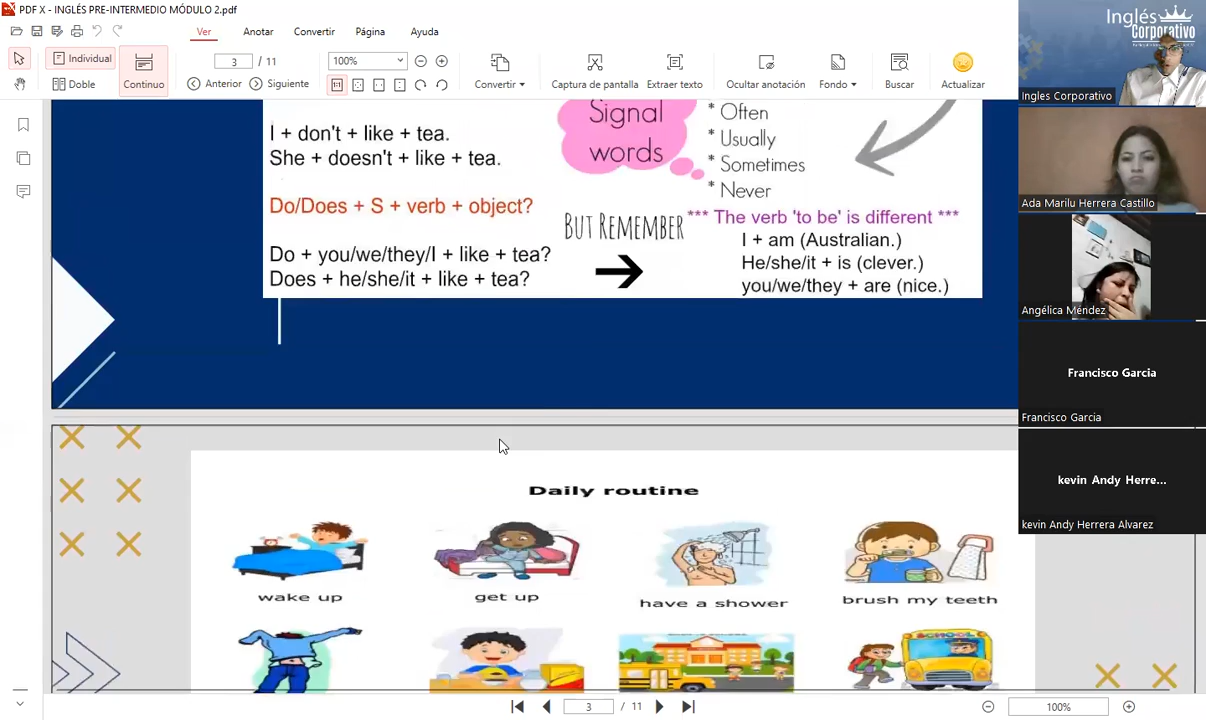 PDF X - INGLÉS PRE-INTERMEDIO MÓDULO 2.pdf
Ver Anotar Convertir Página Ayuda
Individual
Doble
Continuo
3 / 11
Anterior Siguiente
100%
Convertir
Captura de pantalla
Extraer texto
Ocultar anotación
Fondo
Buscar
Actualizar
I + don't + like + tea.
She + doesn't + like + tea.
Do/Does + S + verb + object?
Do + you/we/they/I + like + tea?
Does + he/she/it + like + tea?
Signal
words
* Often
* Usually
* Sometimes
* Never
BUT REMEMBER
*** The verb 'to be' is different ***
I + am (Australian.)
He/she/it + is (clever.)
you/we/they + are (nice.)
Daily routine
wake up
get up
have a shower
brush my teeth
SCHOOL
3 / 11
100%
Inglés
Corporativo
Ingles Corporativo
Ada Marilu Herrera Castillo
Angélica Méndez
Francisco Garcia
Francisco Garcia
kevin Andy Herre...
kevin Andy Herrera Alvarez